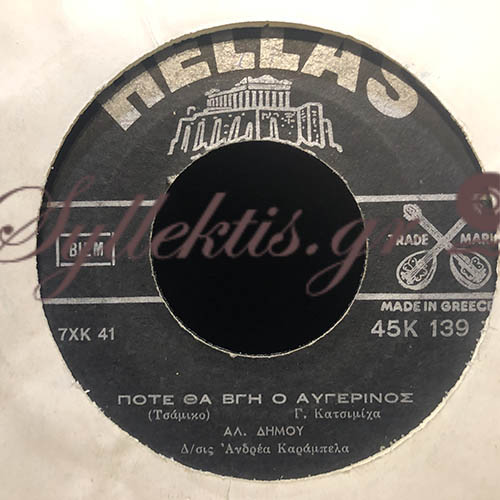 HELLAS
Syllektis.gr
BIEM
TRADE MARK
MADE IN GREECE
7XK 41
45K 139
ΠΟΤΕ ΘΑ ΒΓΗ Ο ΑΥΓΕΡΙΝΟΣ
(Τσάμικο) Γ. Κατσιμίχα
ΑΛ. ΔΗΜΟΥ
Δ/σις Ἀνδρέα Καράμπελα